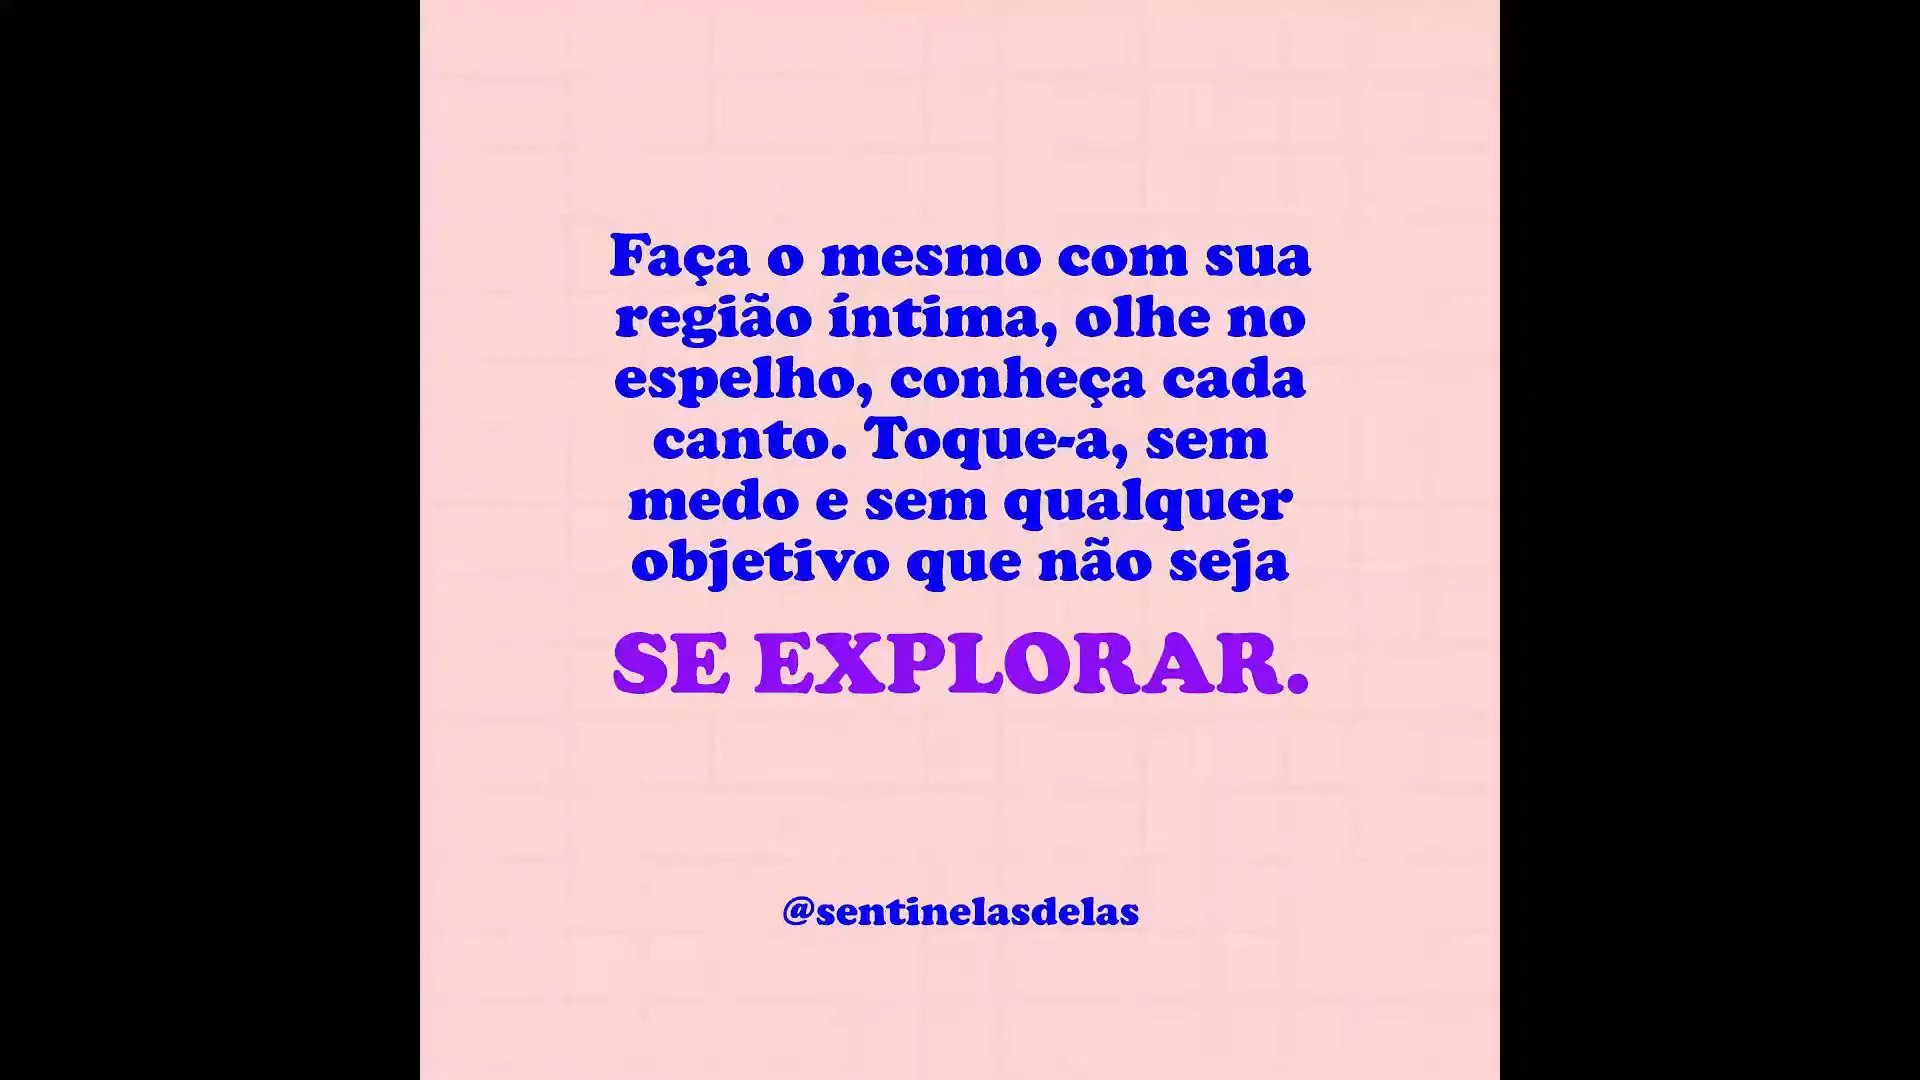 Faça o mesmo com sua
região íntima, olhe no
espelho, conheça cada
canto. Toque-a, sem
medo e sem qualquer
objetivo que não seja
SE EXPLORAR.
@sentinelasdelas